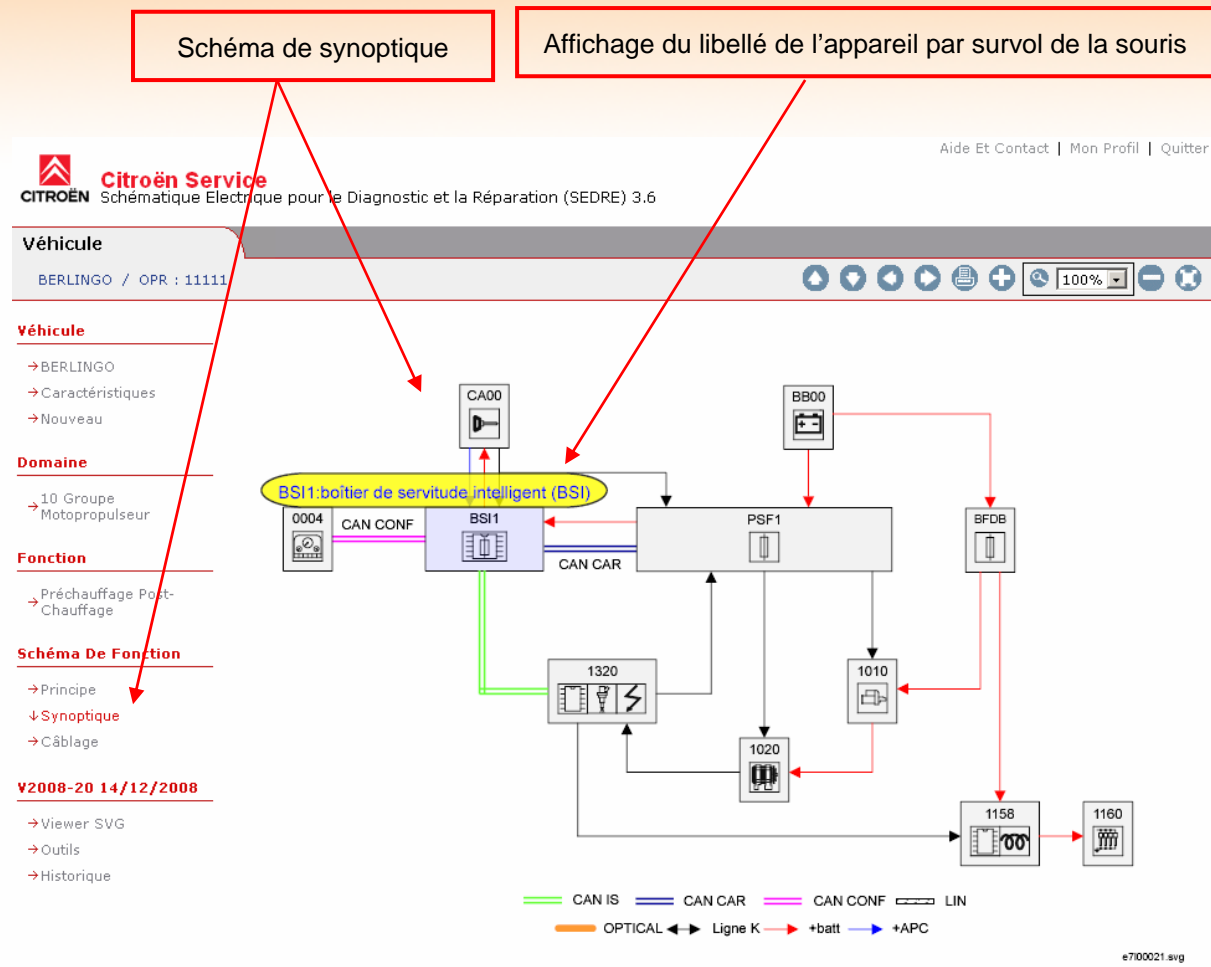 Schéma de synoptique
Affichage du libellé de l'appareil par survol de la souris
Aide Et Contact | Mon Profil | Quitter
CITROËN
Citroën Service
Schématique Electrique pour le Diagnostic et la Réparation (SEDRE) 3.6
Véhicule
BERLINGO / OPR : 11111
100%
Véhicule
BERLINGO
Caractéristiques
Nouveau
Domaine
10 Groupe
Motopropulseur
Fonction
Préchauffage Post-
Chauffage
Schéma De Fonction
Principe
Synoptique
Câblage
V2008-20 14/12/2008
Viewer SVG
Outils
Historique
CA00
BB00
BSI1:boîtier de servitude intelligent (BSI)
0004
CAN CONF
BSI1
CAN CAR
PSF1
BFDB
1320
1010
1020
1158
1160
CAN IS
CAN CAR
CAN CONF
LIN
OPTICAL
Ligne K
+batt
+APC
e7l00021.svg